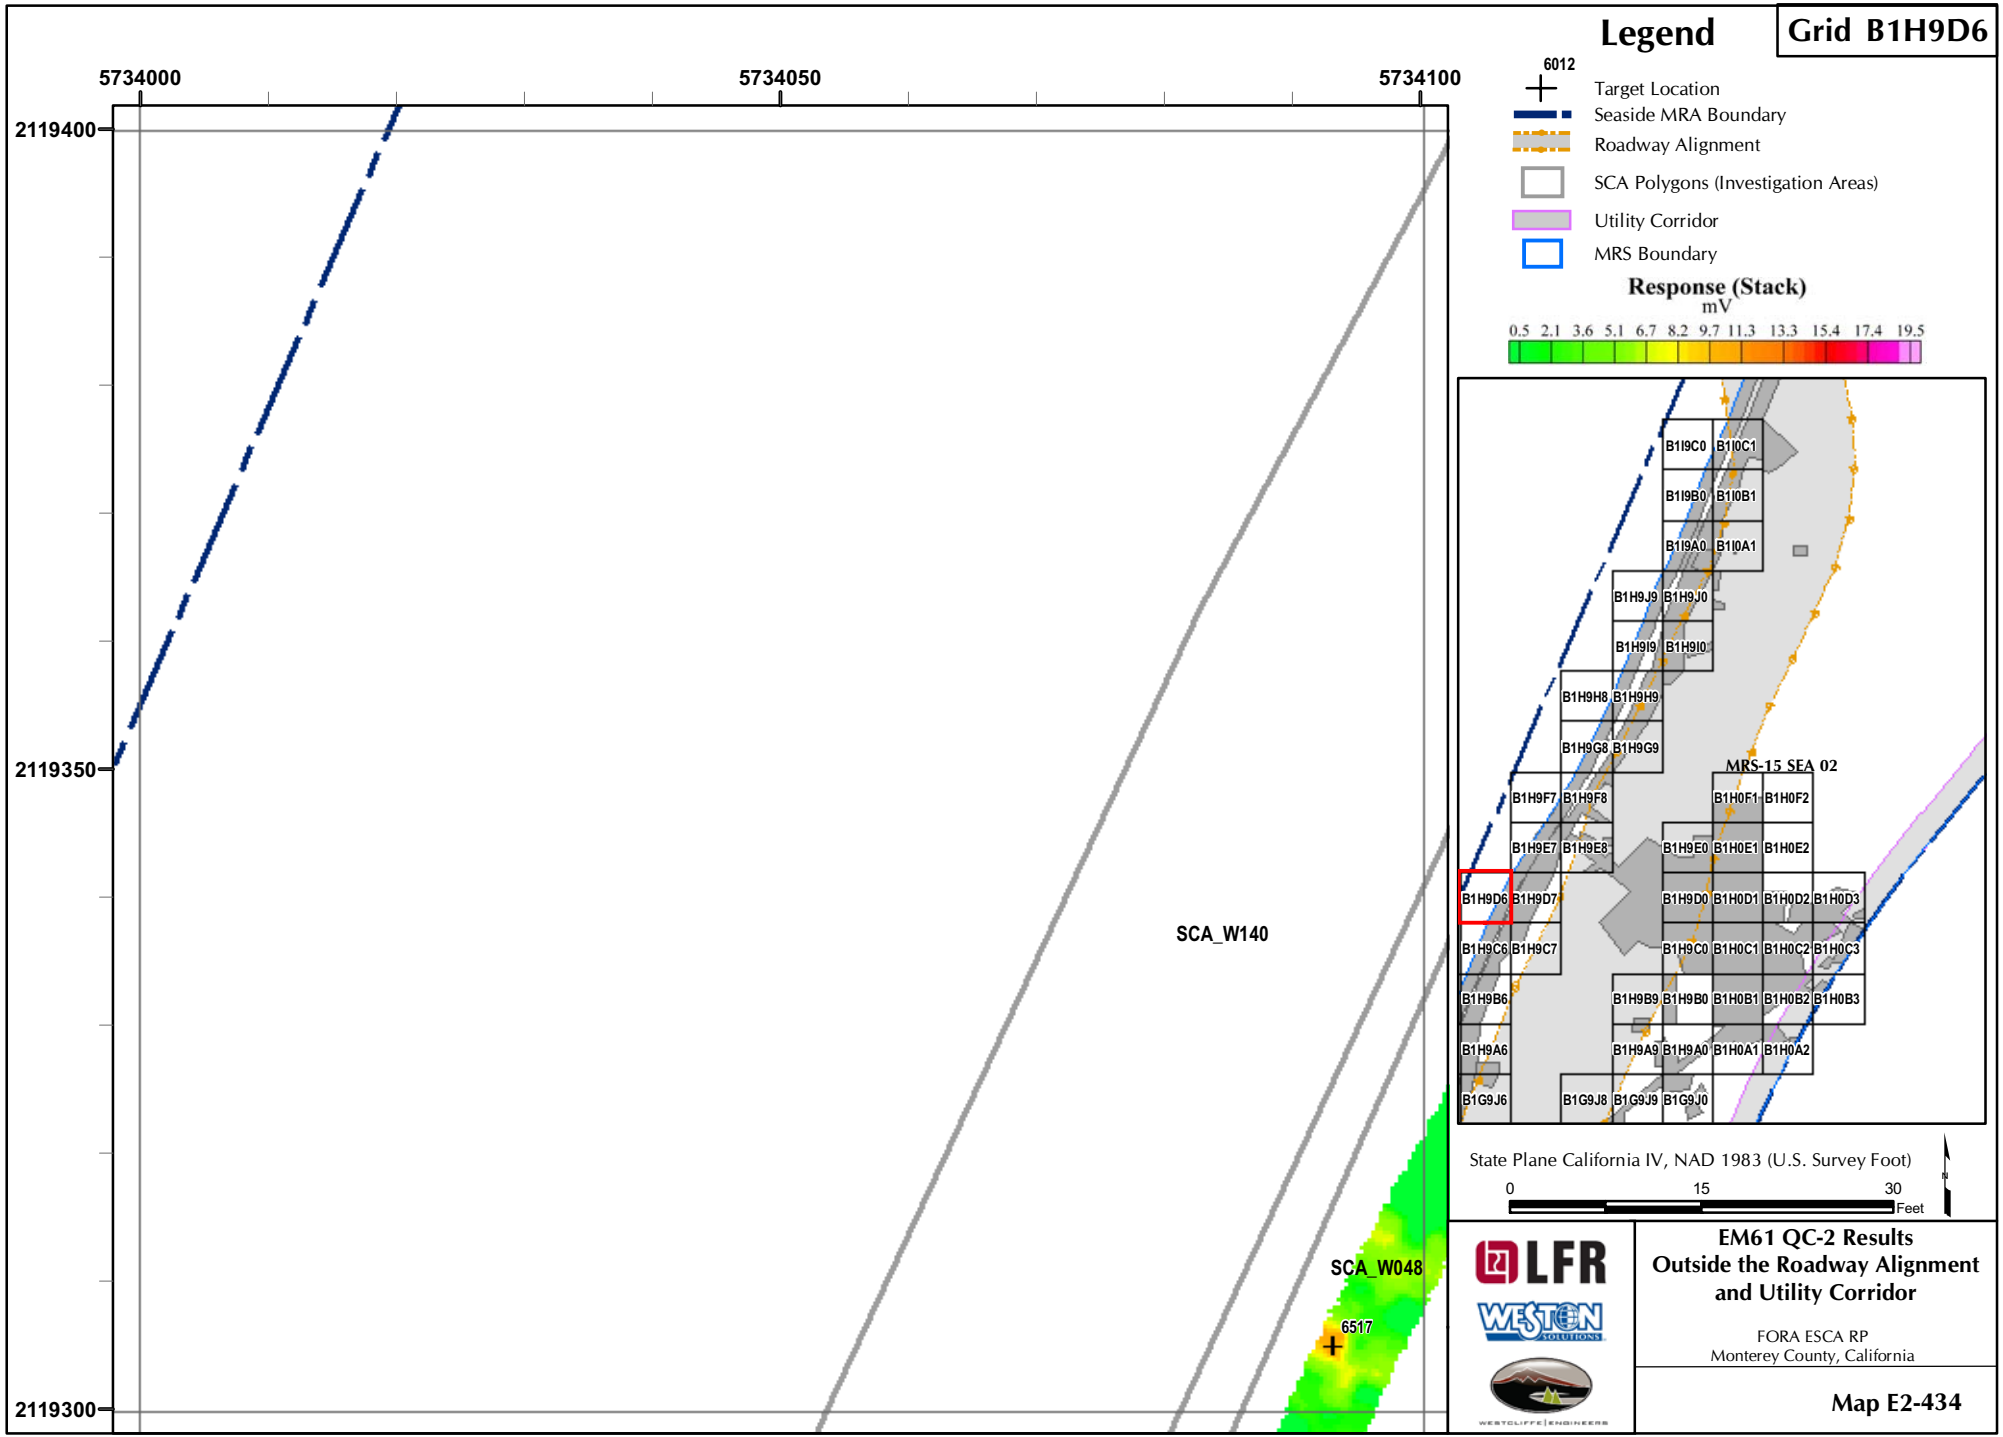 Legend
Grid B1H9D6
5734000
5734050
5734100
2119400
2119350
2119300
SCA_W140
SCA_W048
6517
6012
Target Location
Seaside MRA Boundary
Roadway Alignment
SCA Polygons (Investigation Areas)
Utility Corridor
MRS Boundary
Response (Stack)
mV
0.5 2.1 3.6 5.1 6.7 8.2 9.7 11.3 13.3 15.4 17.4 19.5
B1I9C0 B1I0C1
B1I9B0 B1I0B1
B1I9A0 B1I0A1
B1H9J9 B1H9J0
B1H9I9 B1H9I0
B1H9H8 B1H9H9
B1H9G8 B1H9G9
MRS-15 SEA 02
B1H9F7 B1H9F8 B1H0F1 B1H0F2
B1H9E7 B1H9E8 B1H9E0 B1H0E1 B1H0E2
B1H9D6 B1H9D7 B1H9D0 B1H0D1 B1H0D2 B1H0D3
B1H9C6 B1H9C7 B1H9C0 B1H0C1 B1H0C2 B1H0C3
B1H9B6 B1H9B9 B1H9B0 B1H0B1 B1H0B2 B1H0B3
B1H9A6 B1H9A9 B1H9A0 B1H0A1 B1H0A2
B1G9J6 B1G9J8 B1G9J9 B1G9J0
State Plane California IV, NAD 1983 (U.S. Survey Foot)
0 15 30
Feet
N
LFR
WESTON
SOLUTIONS
WESTCLIFFE ENGINEERS
EM61 QC-2 Results
Outside the Roadway Alignment
and Utility Corridor
FORA ESCA RP
Monterey County, California
Map E2-434